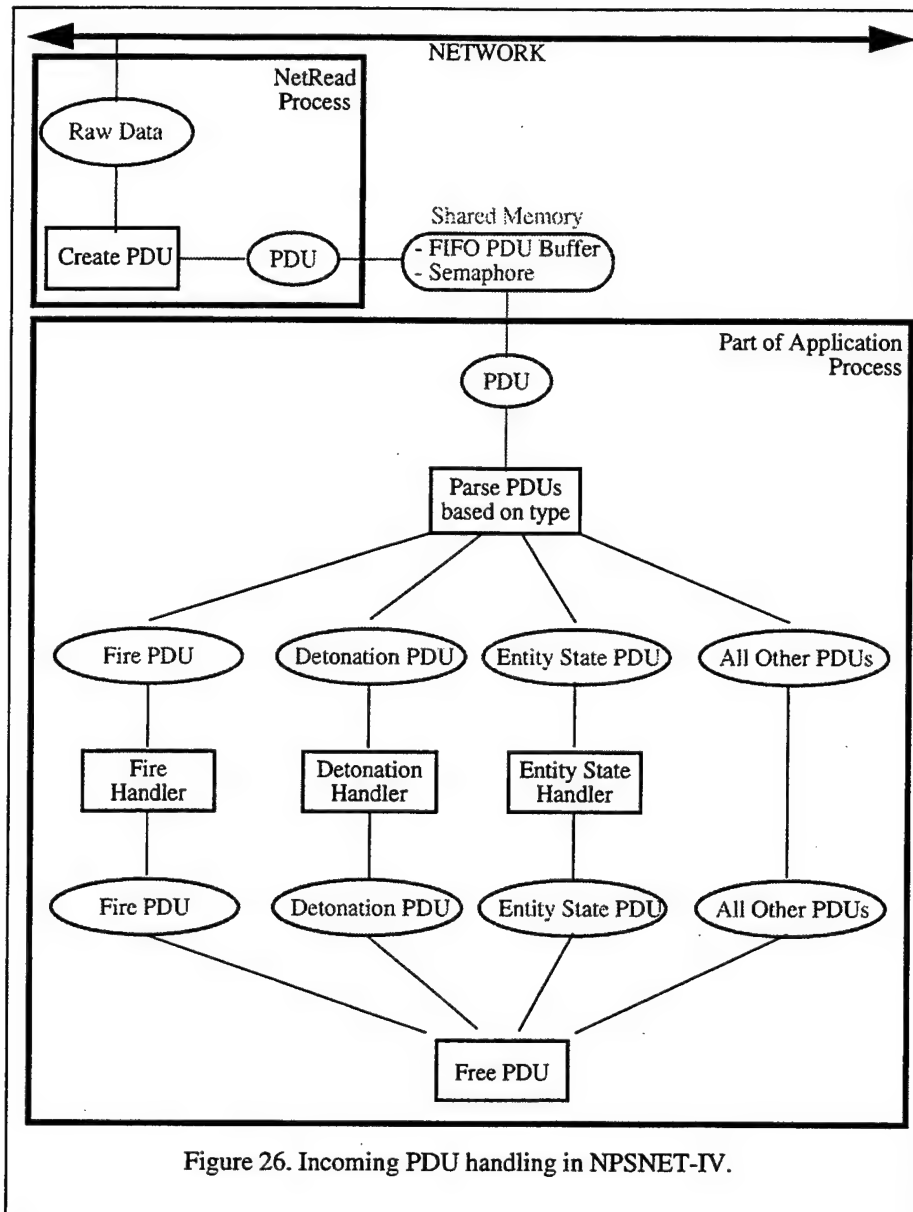 NETWORK
NetRead
Process
Raw Data
Create PDU
PDU
Shared Memory
- FIFO PDU Buffer
- Semaphore
Part of Application
Process
PDU
Parse PDUs
based on type
Fire PDU
Detonation PDU
Entity State PDU
All Other PDUs
Fire
Handler
Detonation
Handler
Entity State
Handler
Fire PDU
Detonation PDU
Entity State PDU
All Other PDUs
Free PDU
Figure 26. Incoming PDU handling in NPSNET-IV.